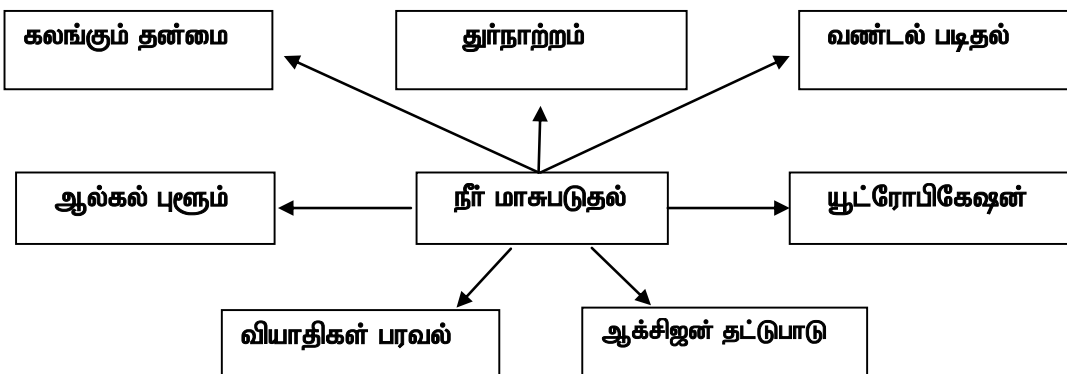 கலங்கும் தன்மை
துர்நாற்றம்
வண்டல் படிதல்
ஆல்கல் புளூம்
நீர் மாசுபடுதல்
யூட்ரோபிகேஷன்
வியாதிகள் பரவல்
ஆக்சிஜன் தட்டுபாடு